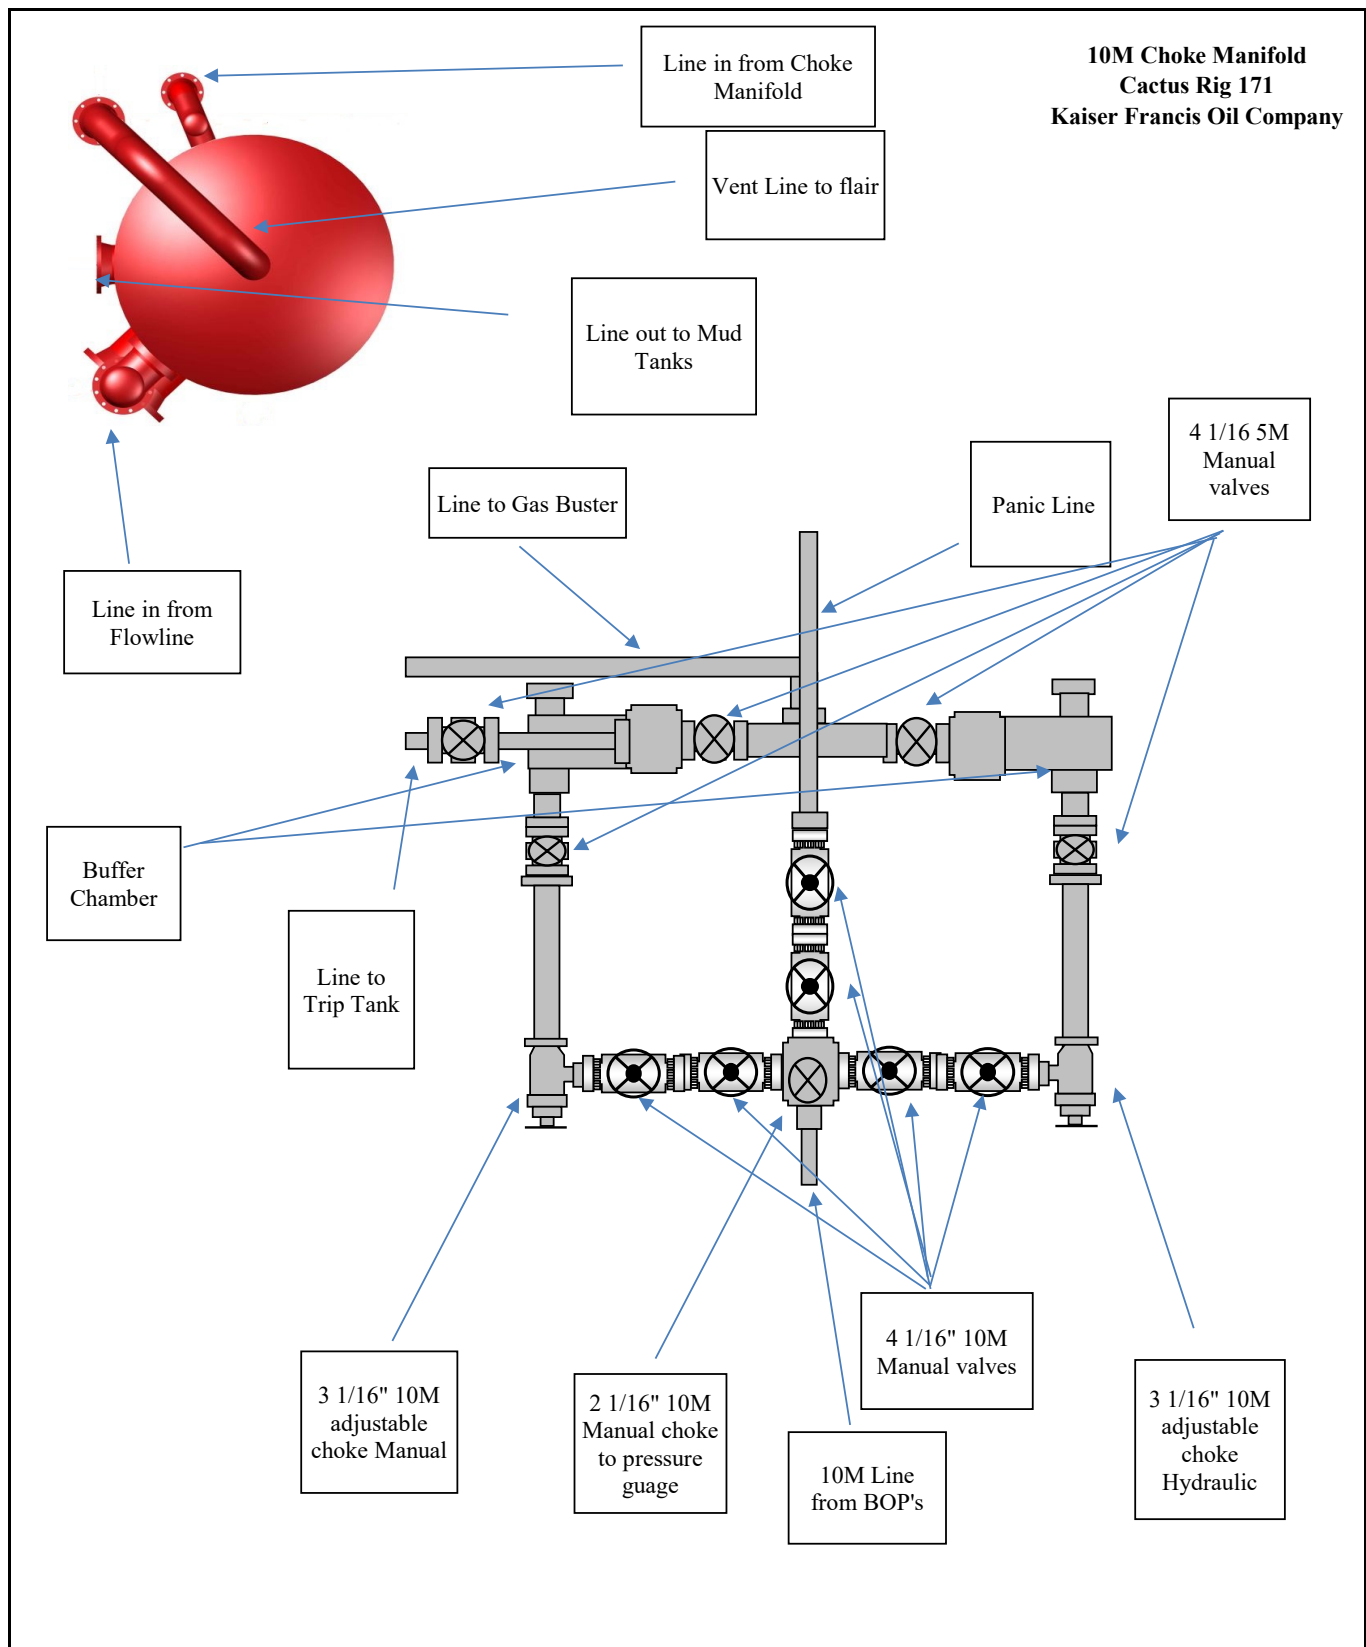 10M Choke Manifold
Cactus Rig 171
Kaiser Francis Oil Company
Line in from Choke
Manifold
Vent Line to flair
Line out to Mud
Tanks
4 1/16 5M
Manual
valves
Panic Line
Line to Gas Buster
Line in from
Flowline
Buffer
Chamber
Line to
Trip Tank
4 1/16" 10M
Manual valves
3 1/16" 10M
adjustable
choke Manual
2 1/16" 10M
Manual choke
to pressure
guage
10M Line
from BOP's
3 1/16" 10M
adjustable
choke
Hydraulic